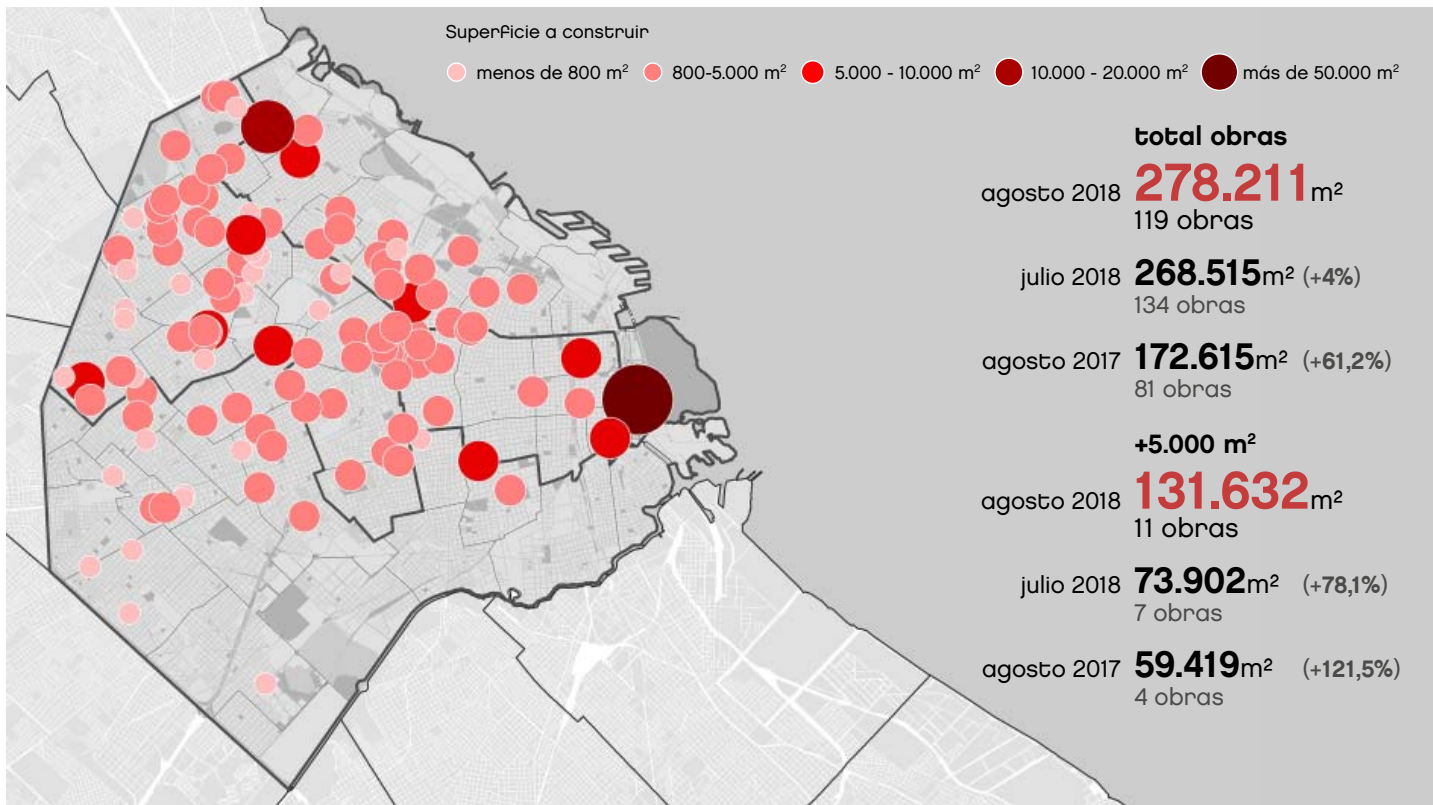 Superficie a construir
menos de 800 m² 800-5.000 m² 5.000 - 10.000 m² 10.000 - 20.000 m² más de 50.000 m²
total obras
agosto 2018 278.211m²
119 obras
julio 2018 268.515m² (+4%)
134 obras
agosto 2017 172.615m² (+61,2%)
81 obras
+5.000 m²
agosto 2018 131.632m²
11 obras
julio 2018 73.902m² (+78,1%)
7 obras
agosto 2017 59.419m² (+121,5%)
4 obras